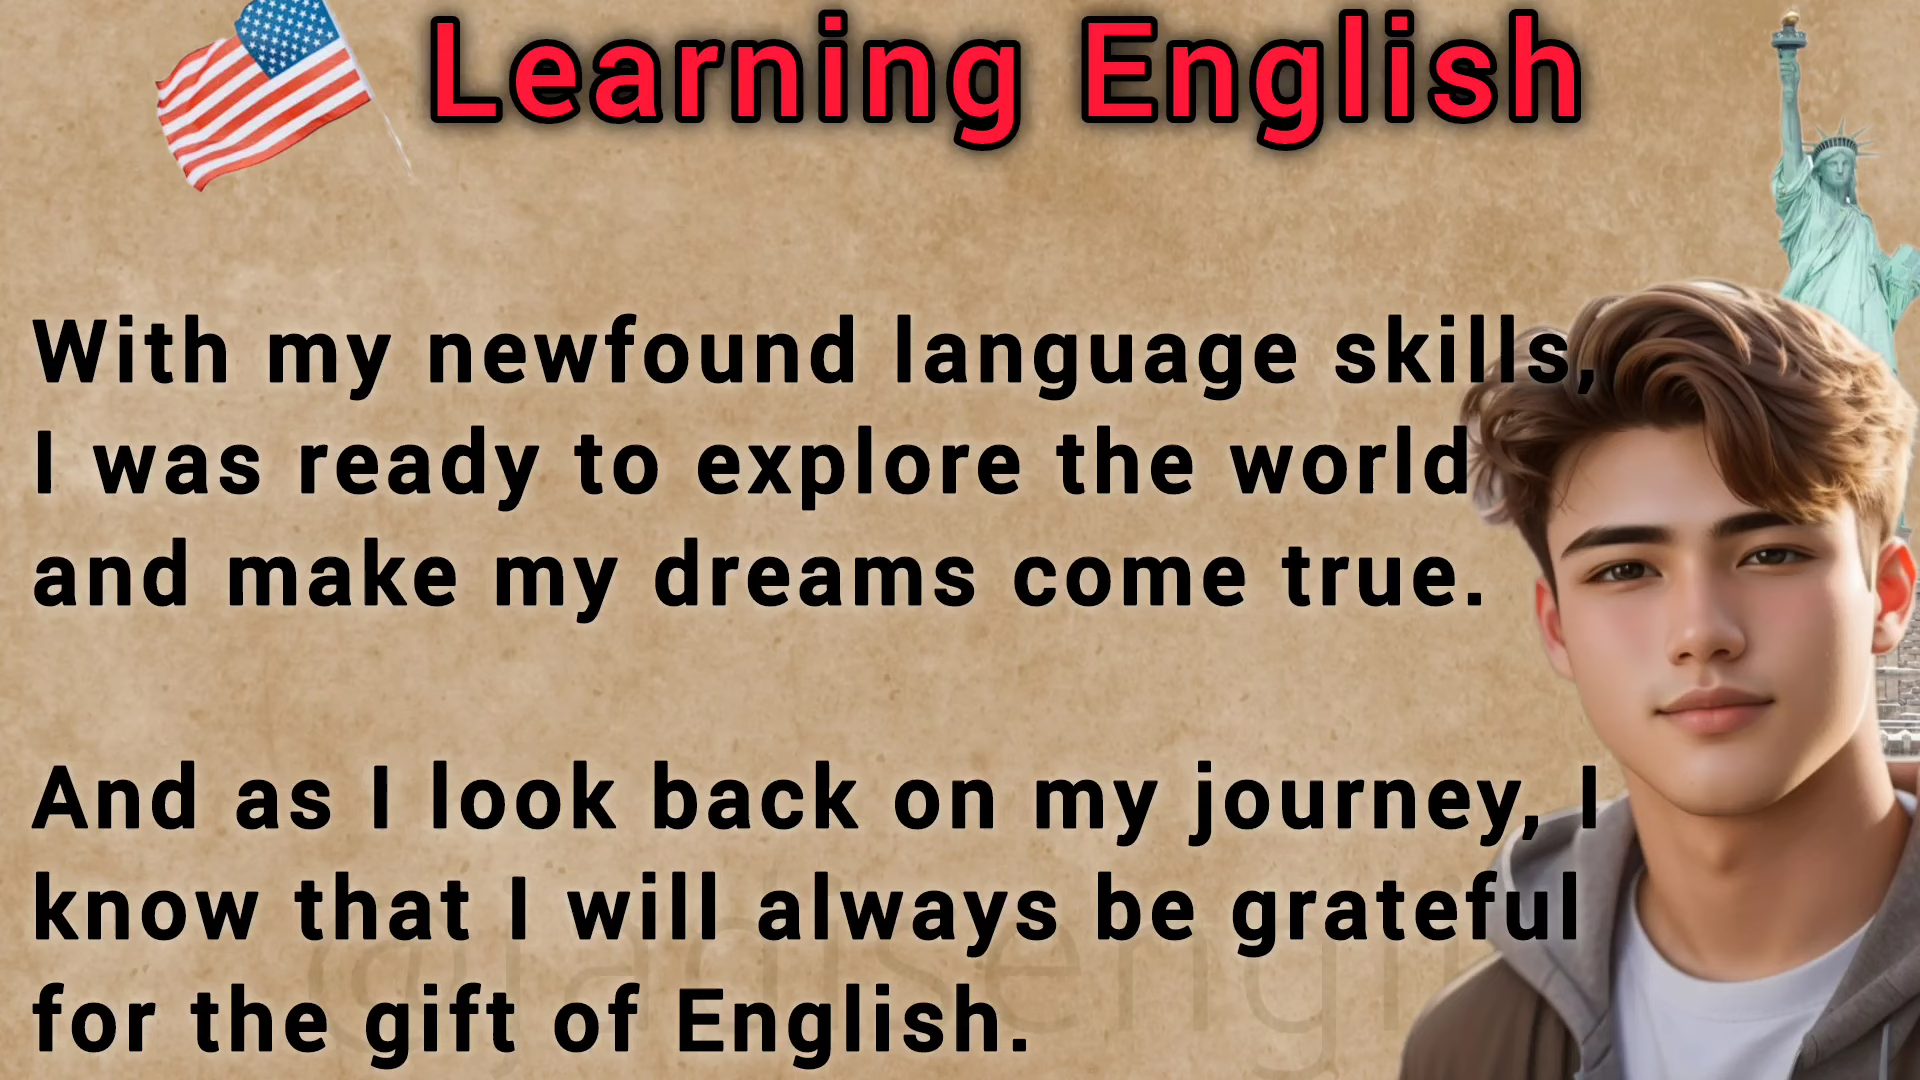 Learning English
With my newfound language skills,
I was ready to explore the world
and make my dreams come true.
And as I look back on my journey, I
know that I will always be grateful
for the gift of English.